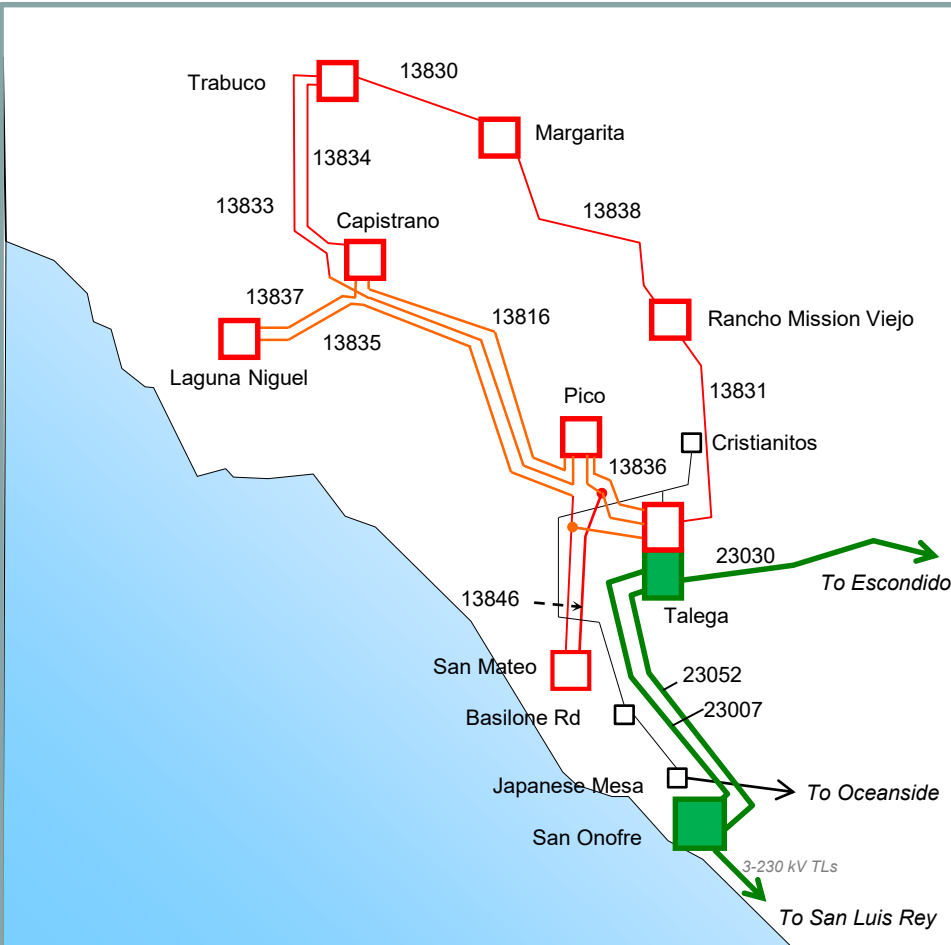 13830
Trabuco
Margarita
13834
13833
13838
Capistrano
13837
13816
Rancho Mission Viejo
13835
Laguna Niguel
13831
Pico
Cristianitos
13836
23030
To Escondido
13846
Talega
San Mateo
23052
23007
Basilone Rd
Japanese Mesa
To Oceanside
San Onofre
3-230 kV TLs
To San Luis Rey